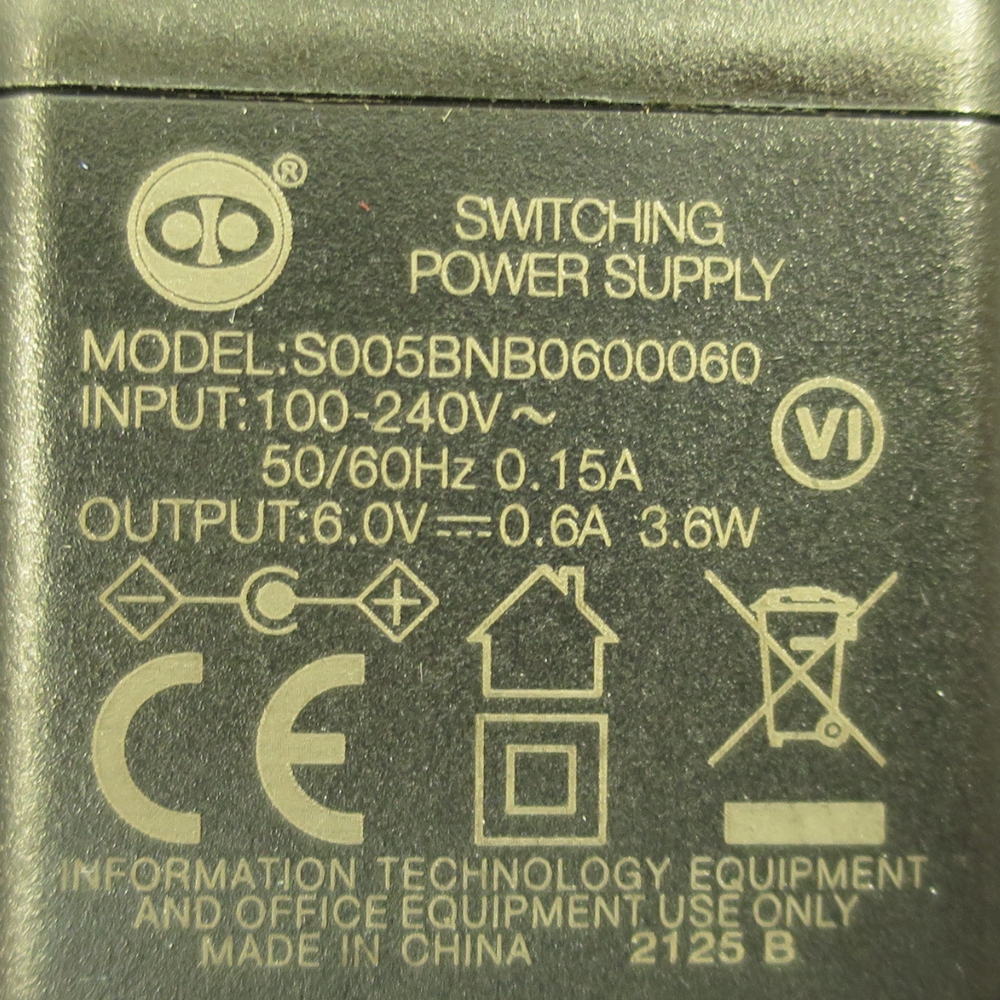 ®
SWITCHING
POWER SUPPLY
MODEL:S005BNB0600060
INPUT:100-240V~
50/60Hz 0.15A
VI
OUTPUT:6.0V⎓0.6A 3.6W
- +
CE
INFORMATION TECHNOLOGY EQUIPMENT
AND OFFICE EQUIPMENT USE ONLY
MADE IN CHINA 2125 B